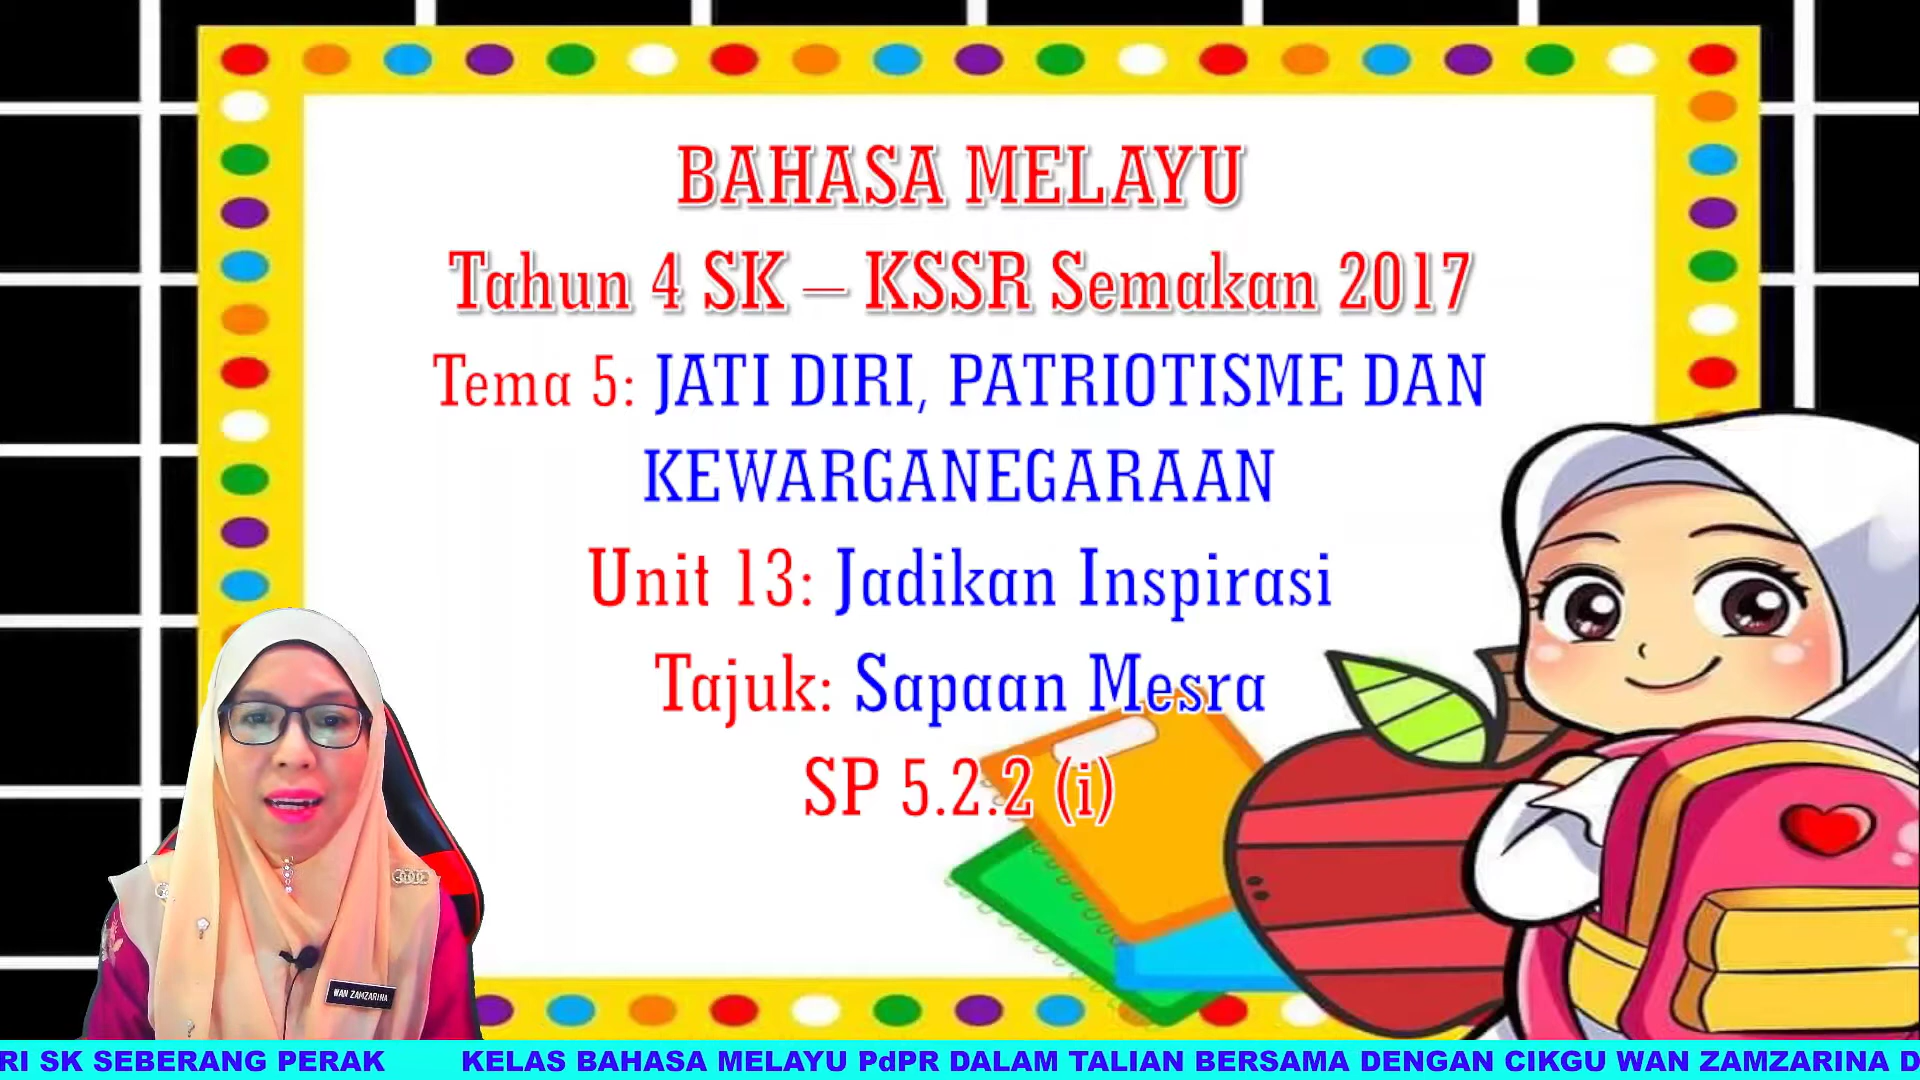 BAHASA MELAYU
Tahun 4 SK – KSSR Semakan 2017
Tema 5: JATI DIRI, PATRIOTISME DAN
KEWARGANEGARAAN
Unit 13: Jadikan Inspirasi
Tajuk: Sapaan Mesra
SP 5.2.2 (i)
WAN ZAMZARINA
RI SK SEBERANG PERAK KELAS BAHASA MELAYU PdPR DALAM TALIAN BERSAMA DENGAN CIKGU WAN ZAMZARINA D